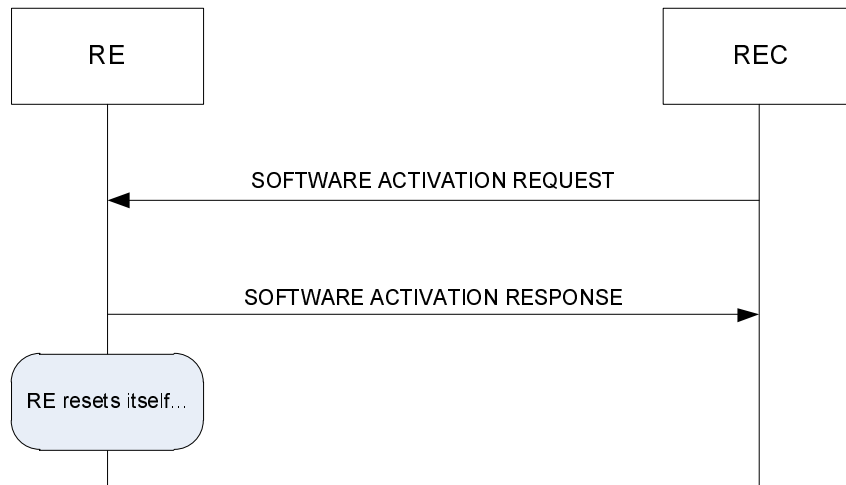 RE
REC
SOFTWARE ACTIVATION REQUEST
SOFTWARE ACTIVATION RESPONSE
RE resets itself...